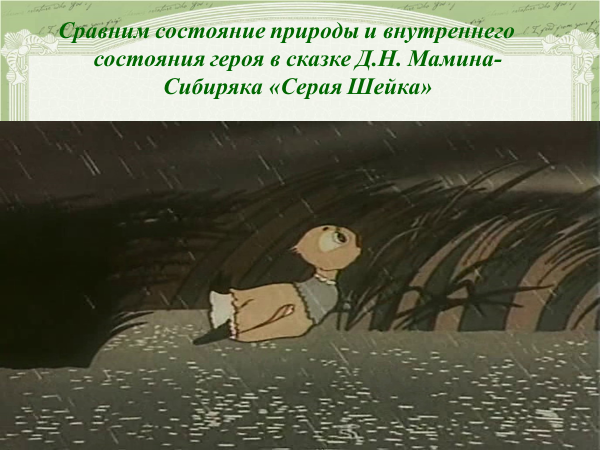 Сравним состояние природы и внутреннего
состояния героя в сказке Д.Н. Мамина-
Сибиряка «Серая Шейка»